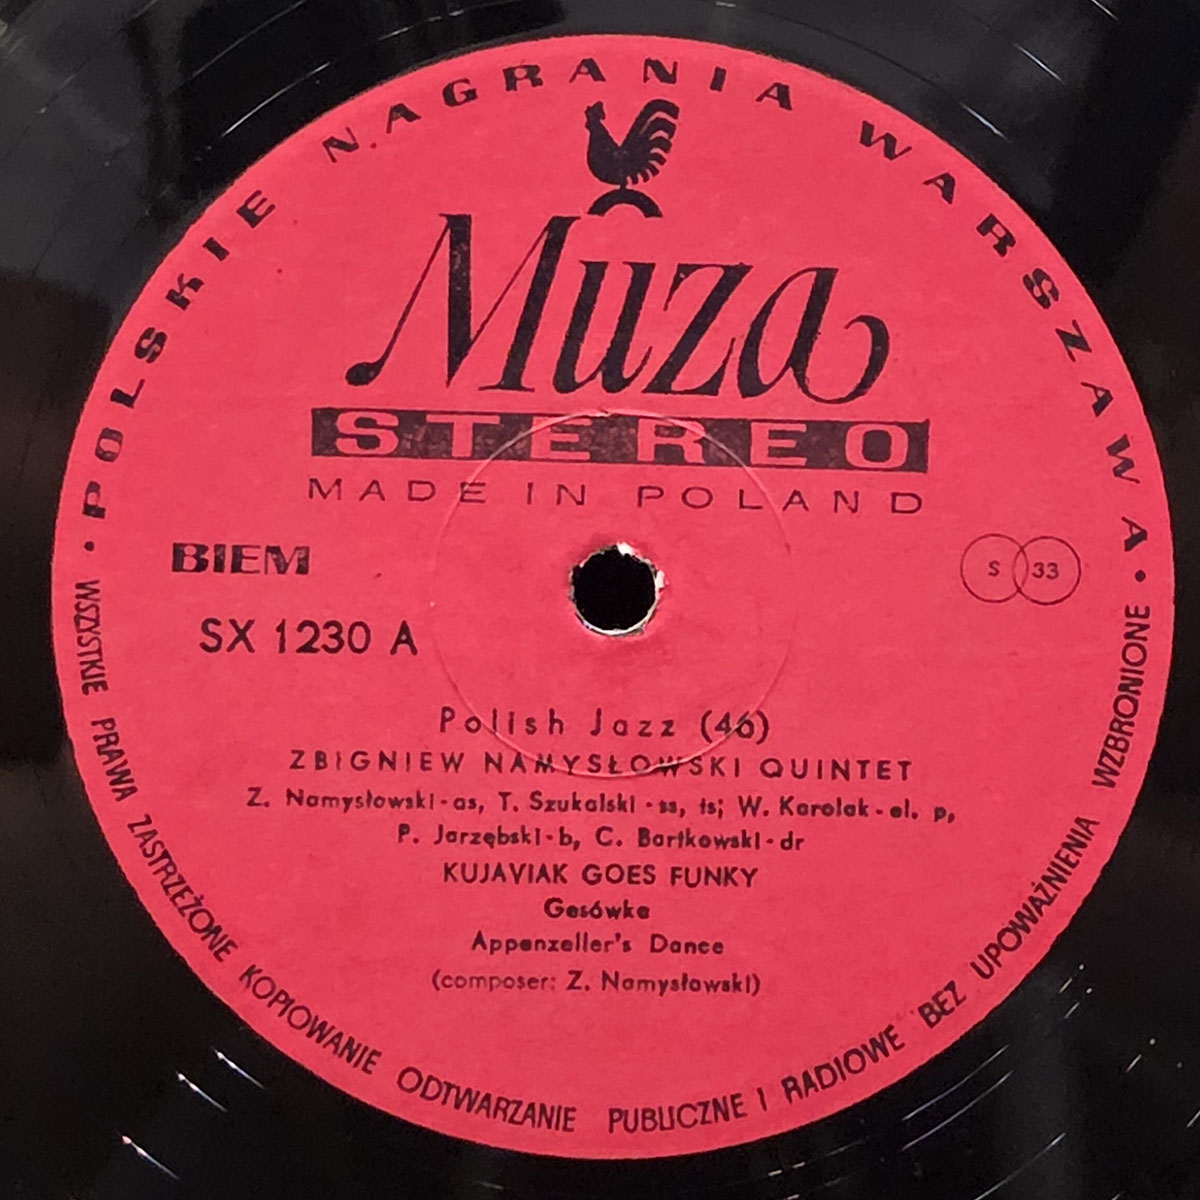 • POLSKIE NAGRANIA WARSZAWA •
Muza
STEREO
MADE IN POLAND
BIEM
S 33
SX 1230 A
Polish Jazz (46)
ZBIGNIEW NAMYSŁOWSKI QUINTET
Z. Namysłowski-as, T. Szukalski-ss, ts; W. Karolak-el. p,
P. Jarzębski-b, C. Bartkowski-dr
KUJAVIAK GOES FUNKY
Gesówke
Appenzeller's Dance
(composer: Z. Namysłowski)
WSZYSTKIE PRAWA ZASTRZEŻONE KOPIOWANIE ODTWARZANIE PUBLICZNE I RADIOWE BEZ UPOWAŻNIENIA WZBRONIONE